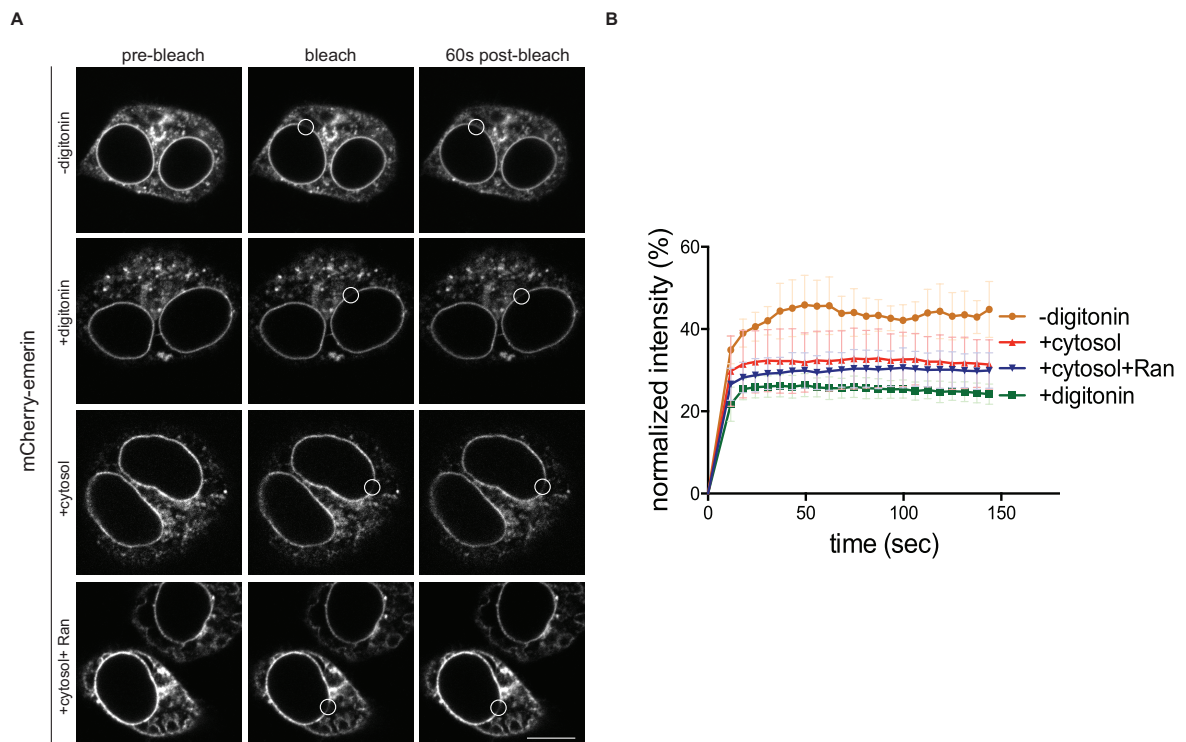 A
B
pre-bleach bleach 60s post-bleach
-digitonin
+digitonin
+cytosol
+cytosol+ Ran
mCherry-emerin
normalized intensity (%)
60
40
20
0
0 50 100 150
time (sec)
-digitonin
+cytosol
+cytosol+Ran
+digitonin